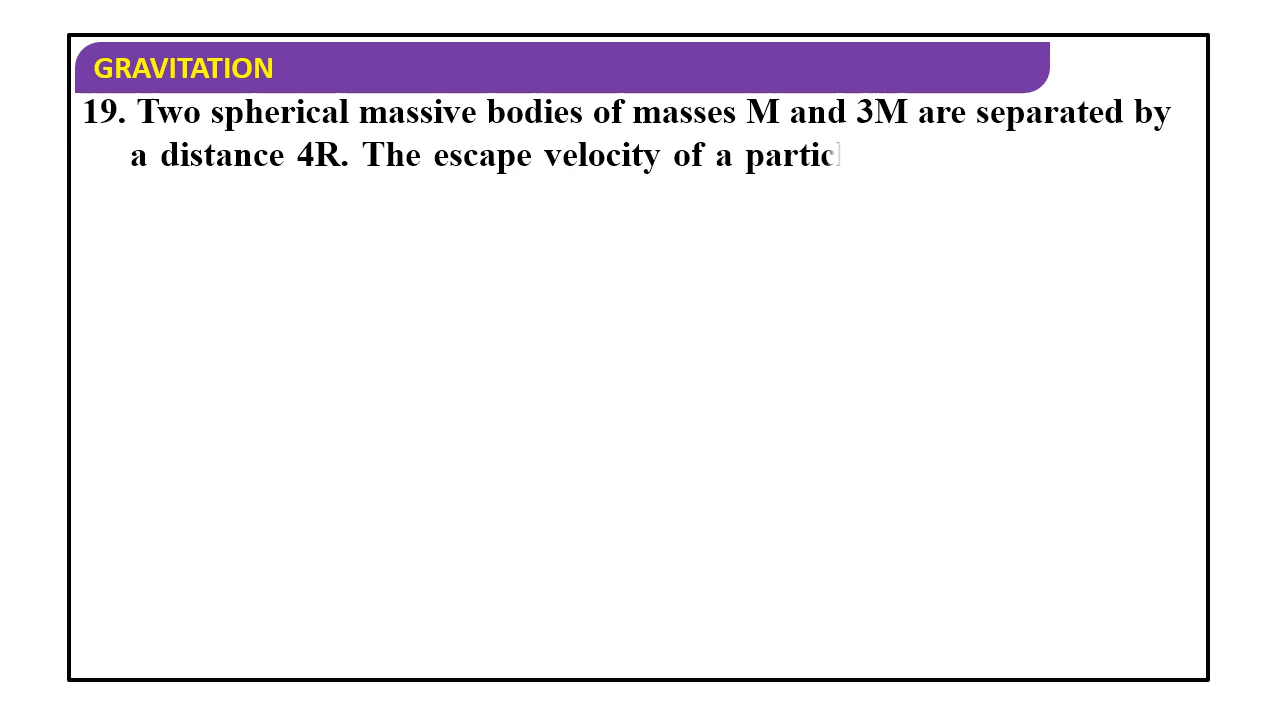 GRAVITATION
19. Two spherical massive bodies of masses M and 3M are separated by
a distance 4R. The escape velocity of a